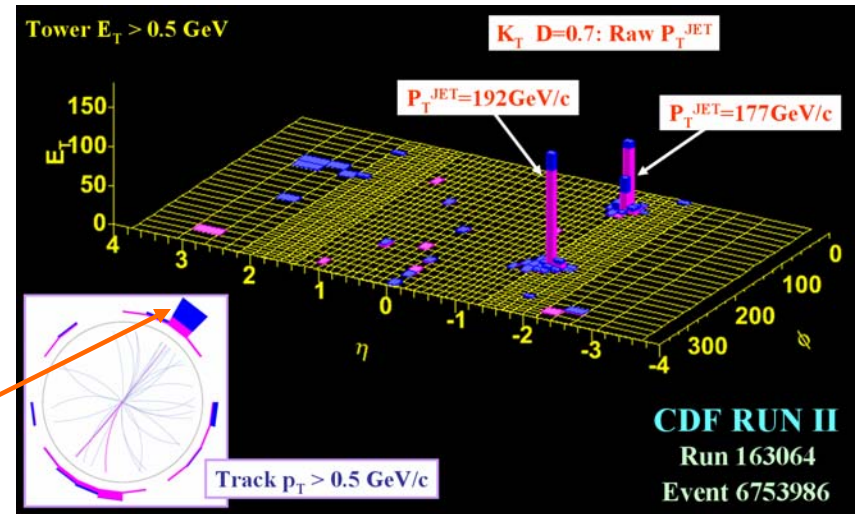 Tower E_T > 0.5 GeV
K_T D=0.7: Raw P_T^JET
P_T^JET=192GeV/c
P_T^JET=177GeV/c
E_T
150
100
50
0
4
3
2
1
0
-1
-2
-3
-4
η
0
100
200
300
φ
Track p_T > 0.5 GeV/c
CDF RUN II
Run 163064
Event 6753986